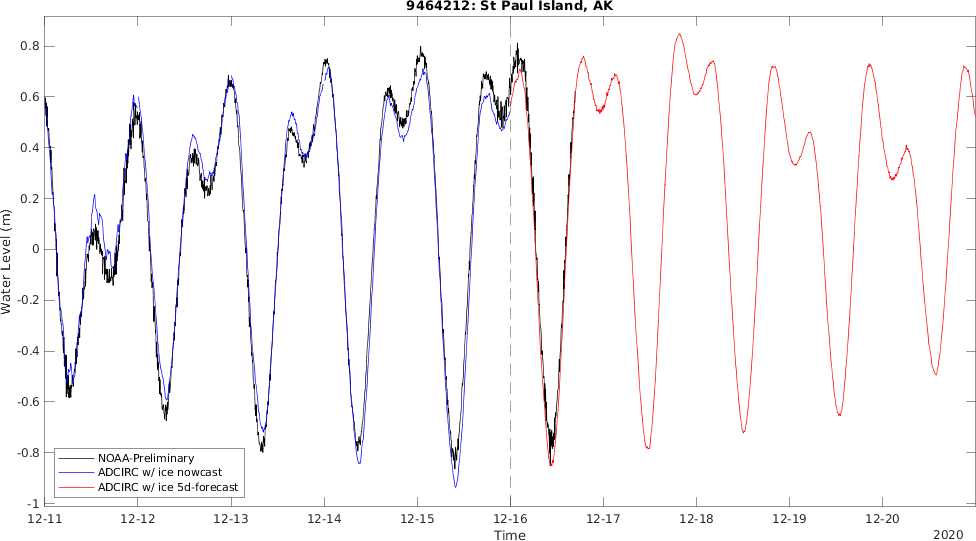 9464212: St Paul Island, AK
Water Level (m)
0.8
0.6
0.4
0.2
0
-0.2
-0.4
-0.6
-0.8
-1
NOAA-Preliminary
ADCIRC w/ ice nowcast
ADCIRC w/ ice 5d-forecast
12-11 12-12 12-13 12-14 12-15 12-16 12-17 12-18 12-19 12-20
Time
2020